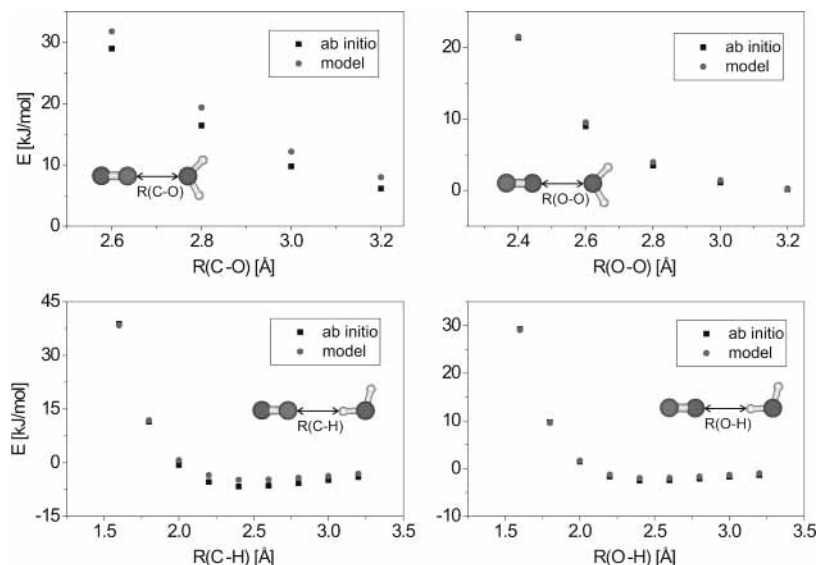 E [kJ/mol]
30
20
10
0
ab initio
model
R(C-O)
2.6 2.8 3.0 3.2
R(C-O) [Å]
20
10
0
ab initio
model
R(O-O)
2.4 2.6 2.8 3.0 3.2
R(O-O) [Å]
E [kJ/mol]
45
30
15
0
-15
ab initio
model
R(C-H)
1.5 2.0 2.5 3.0 3.5
R(C-H) [Å]
30
20
10
0
-10
ab initio
model
R(O-H)
1.5 2.0 2.5 3.0 3.5
R(O-H) [Å]